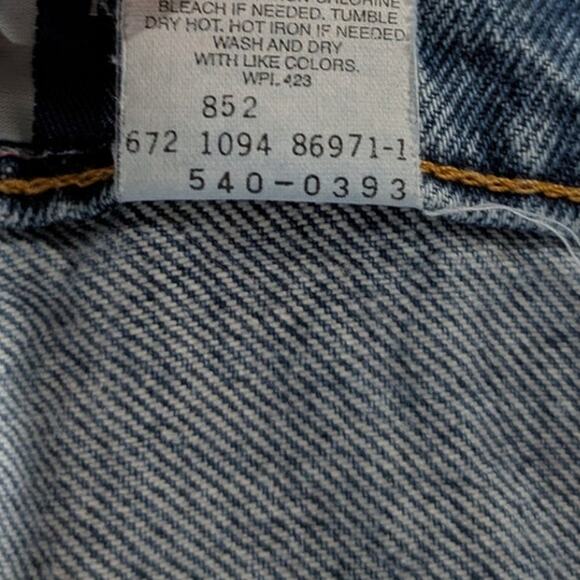 CHLORINE
BLEACH IF NEEDED. TUMBLE
DRY HOT. HOT IRON IF NEEDED
WASH AND DRY
WITH LIKE COLORS.
WPL 423
852
672 1094 86971-1
540-0393